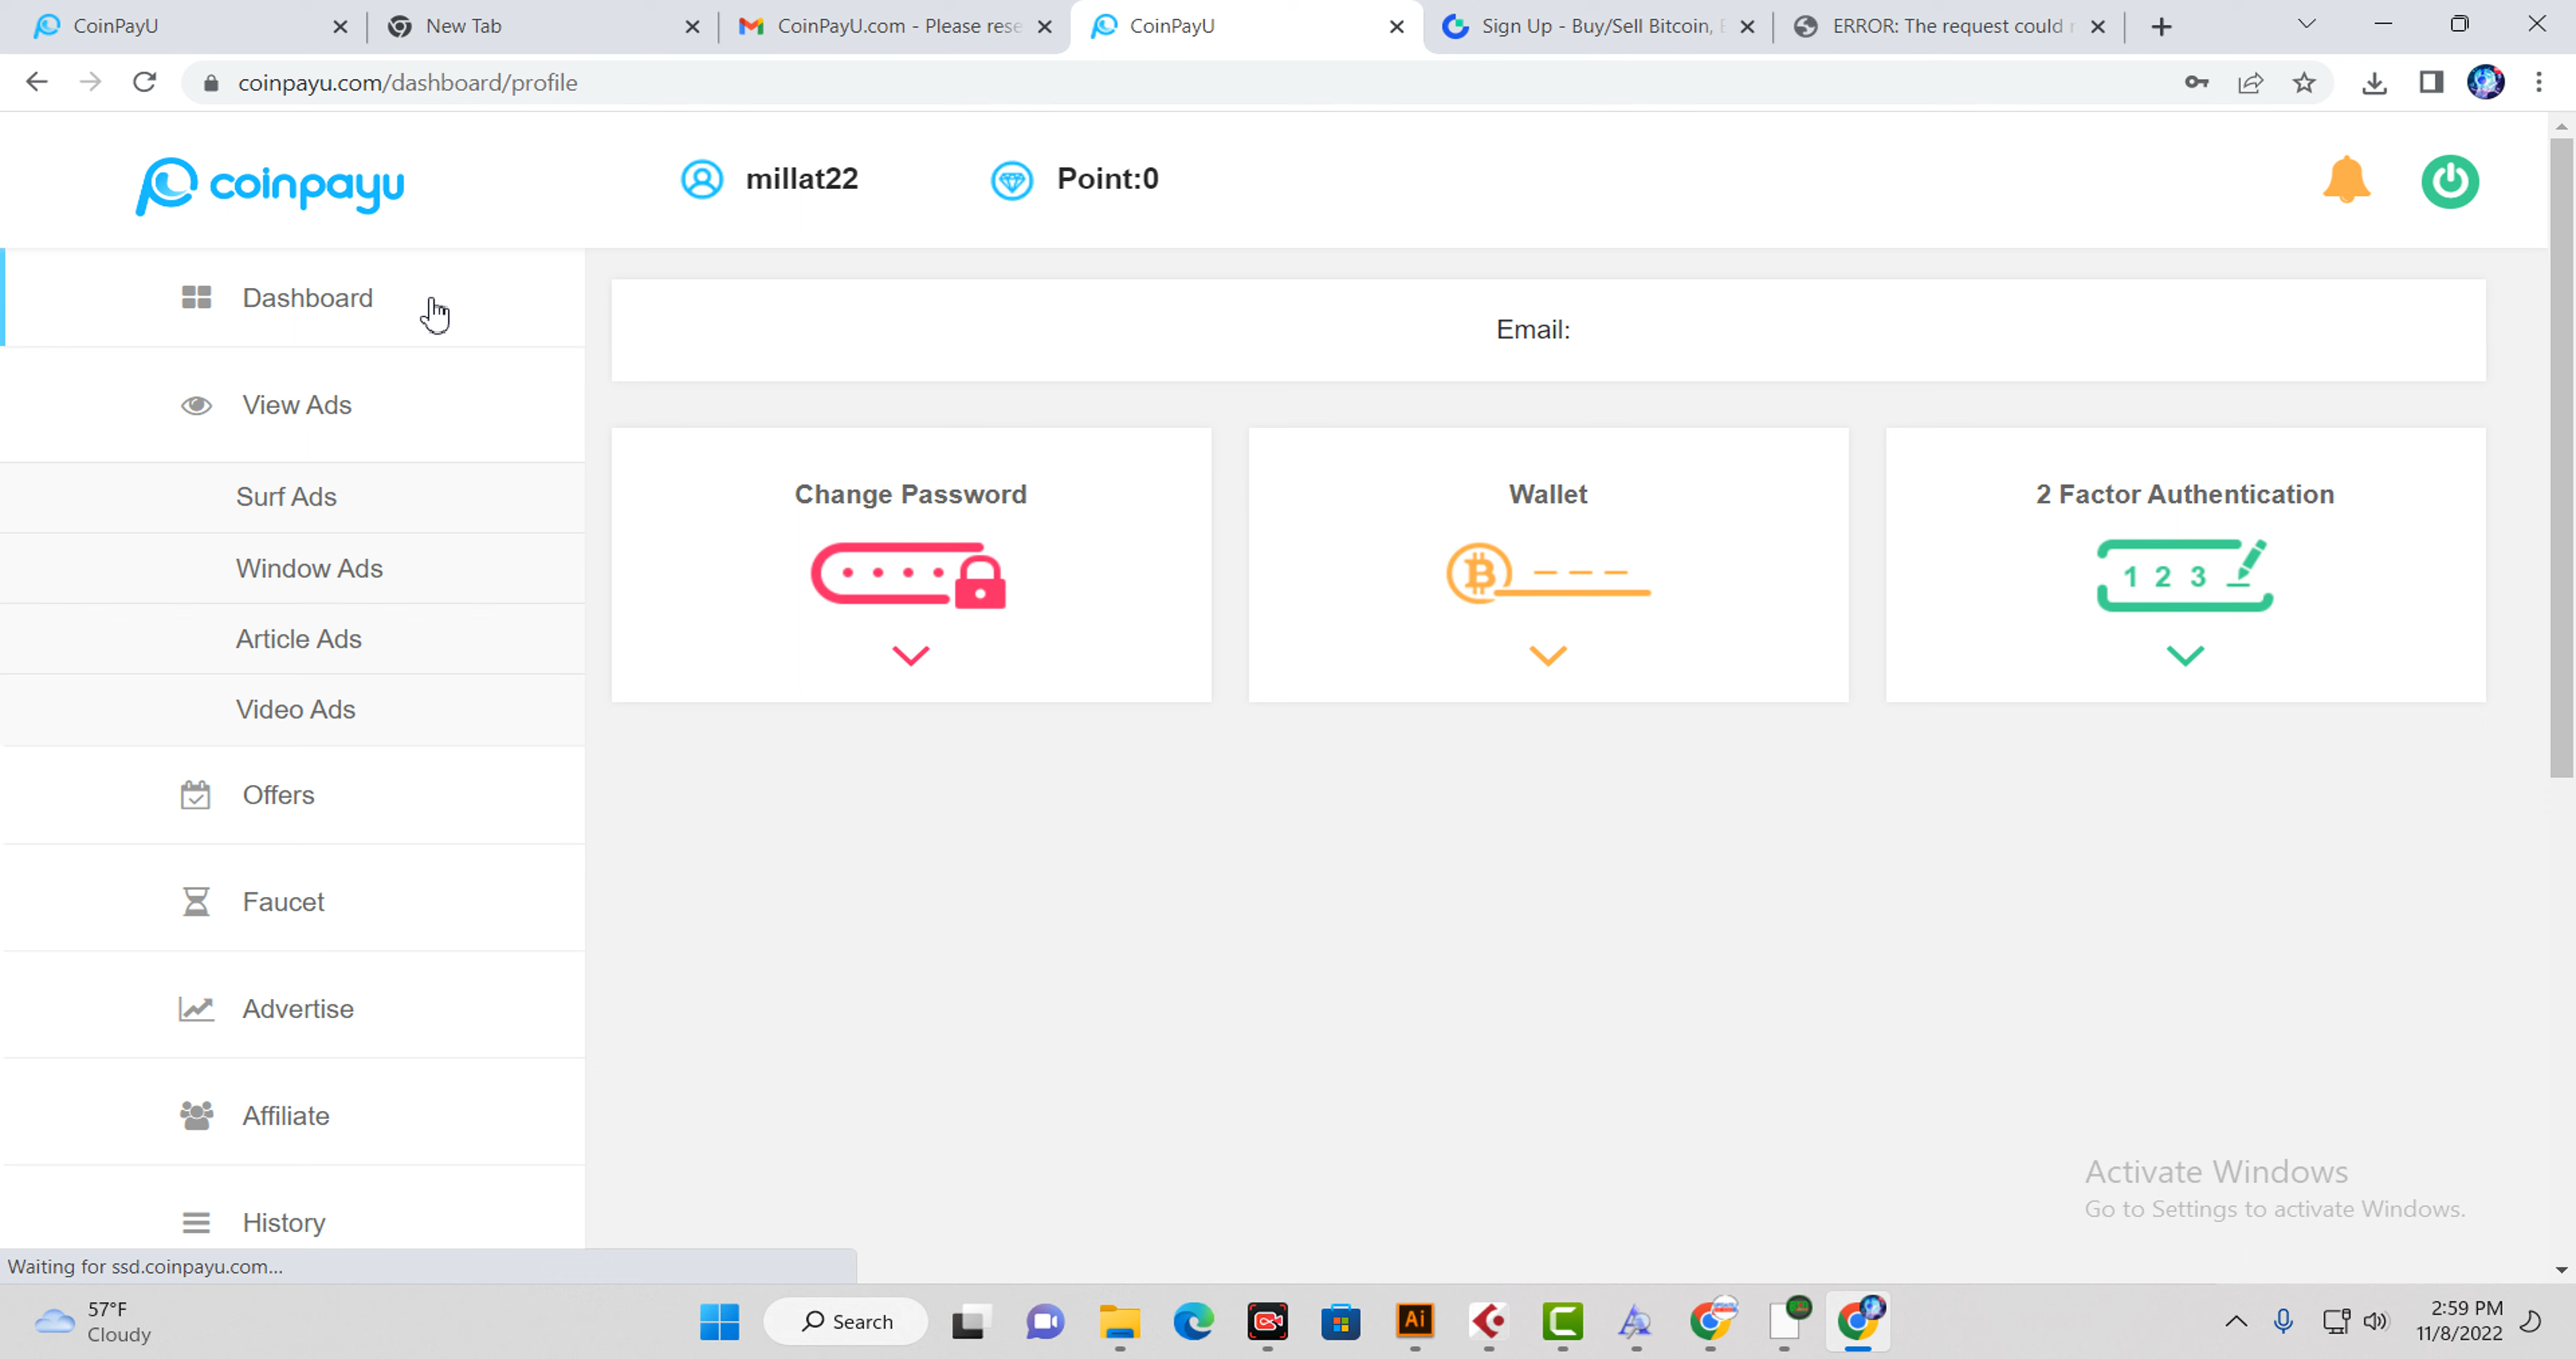 CoinPayU
New Tab
CoinPayU.com - Please rese
CoinPayU
Sign Up - Buy/Sell Bitcoin,
ERROR: The request could
coinpayu.com/dashboard/profile
coinpayu
millat22
Point:0
Dashboard
Email:
View Ads
Change Password
Wallet
2 Factor Authentication
1 2 3
Surf Ads
Window Ads
Article Ads
Video Ads
Offers
Faucet
Advertise
Affiliate
History
Activate Windows
Go to Settings to activate Windows.
Waiting for ssd.coinpayu.com...
57°F
Cloudy
Search
Ai
2:59 PM
11/8/2022